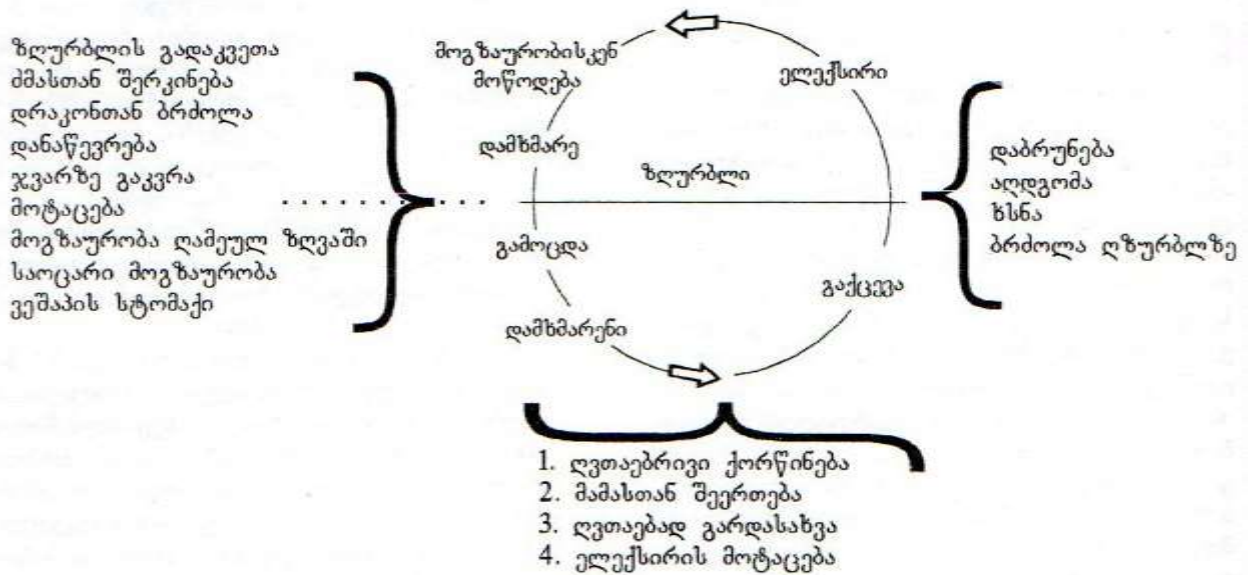 ზღურბლის გადაკვეთა
ძმასთან შერკინება
დრაკონთან ბრძოლა
დანაწევრება
ჯვარზე გაკვრა
მოტაცება
მოგზაურობა ღამეულ ზღვაში
საოცარი მოგზაურობა
ვეშაპის სტომაქი
მოგზაურობისკენ
მოწოდება
დამხმარე
ელექსირი
ზღურბლი
გამოცდა
დამხმარენი
გაქცევა
დაბრუნება
აღდგომა
ხსნა
ბრძოლა ღზურბლზე
1. ღვთაებრივი ქორწინება
2. მამასთან შეერთება
3. ღვთაებად გარდასახვა
4. ელექსირის მოტაცება